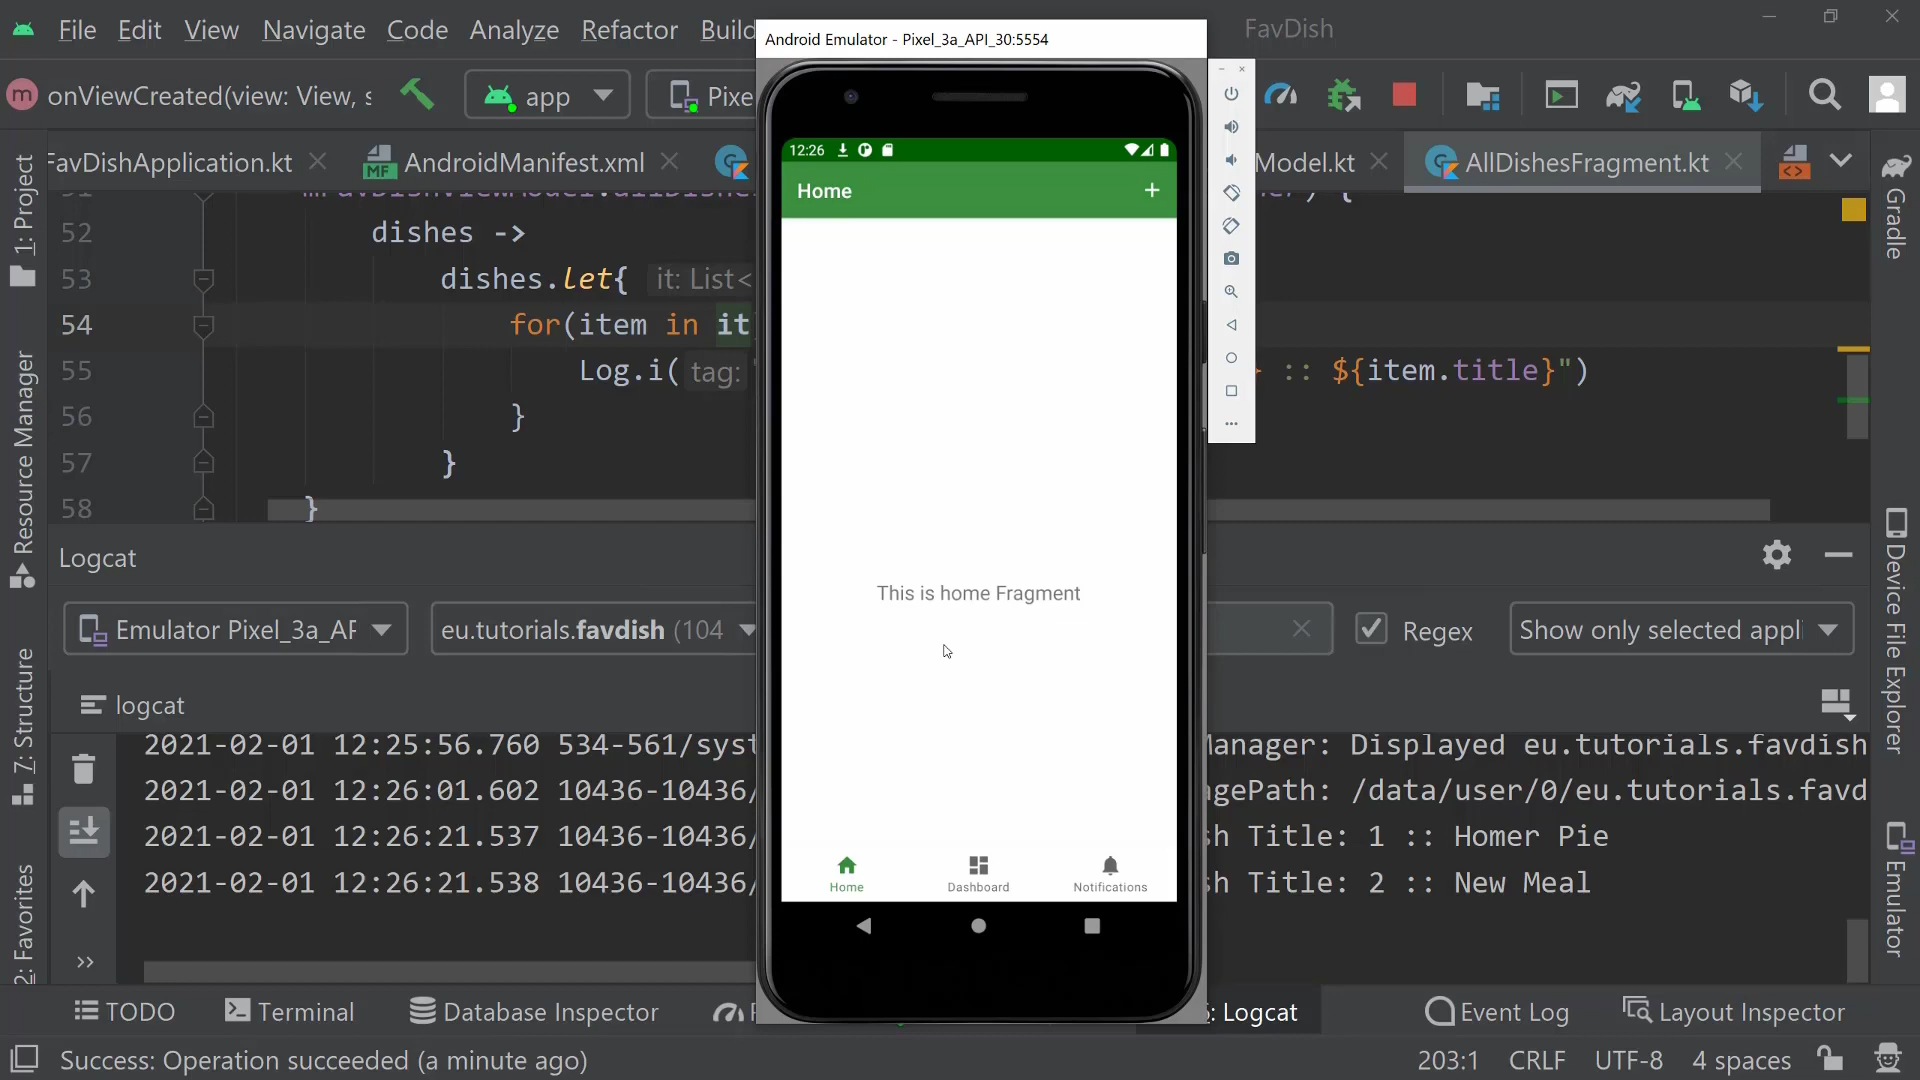 File Edit View Navigate Code Analyze Refactor Build
FavDish
Android Emulator - Pixel_3a_API_30:5554
onViewCreated(view: View, s
app
Pixe
FavDishApplication.kt
AndroidManifest.xml
Model.kt
AllDishesFragment.kt
52 dishes ->
53 dishes.let{ it: List<
54 for(item in it
55 Log.i( tag: :: ${item.title}")
56 }
57 }
58 }
12:26
Home
+
This is home Fragment
Home
Dashboard
Notifications
1: Project
Resource Manager
7: Structure
2: Favorites
Gradle
Device File Explorer
Emulator
Logcat
Emulator Pixel_3a_AP
eu.tutorials.favdish (104
Regex
Show only selected appli
logcat
2021-02-01 12:25:56.760 534-561/syst Manager: Displayed eu.tutorials.favdish
2021-02-01 12:26:01.602 10436-10436/ agePath: /data/user/0/eu.tutorials.favd
2021-02-01 12:26:21.537 10436-10436/ sh Title: 1 :: Homer Pie
2021-02-01 12:26:21.538 10436-10436/ sh Title: 2 :: New Meal
TODO
Terminal
Database Inspector
Logcat
Event Log
Layout Inspector
Success: Operation succeeded (a minute ago)
203:1 CRLF UTF-8 4 spaces